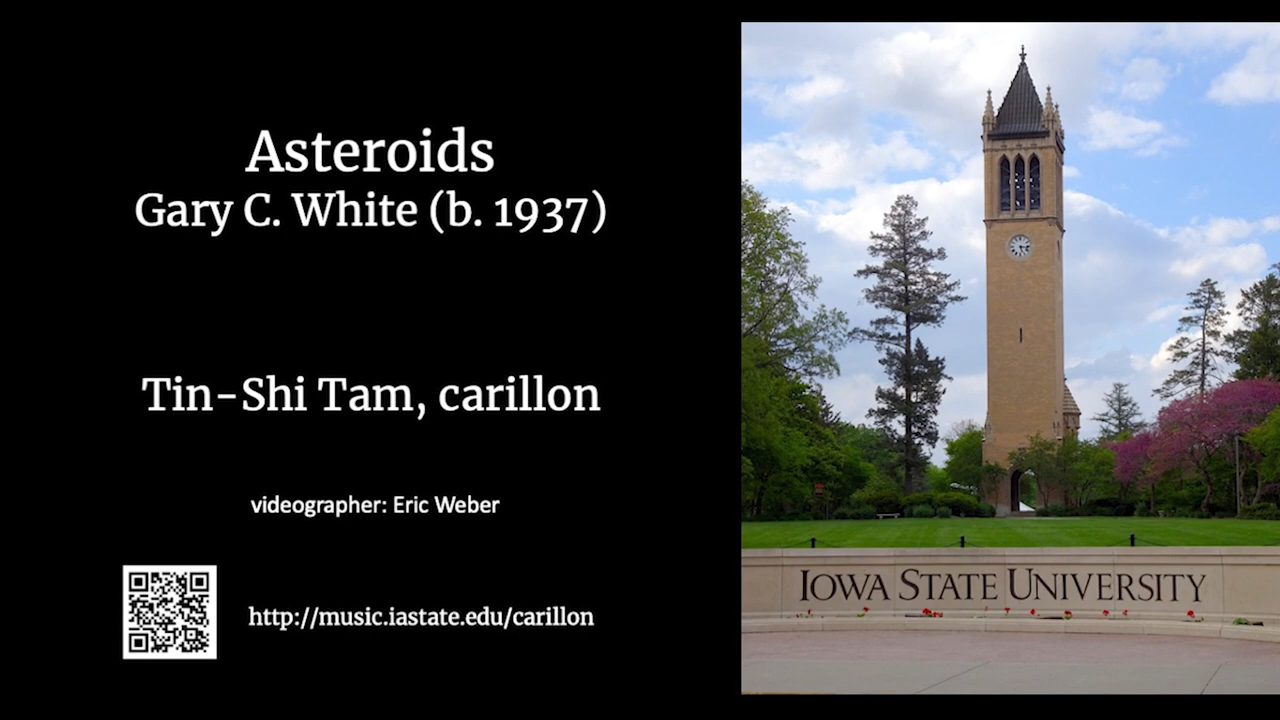 Asteroids
Gary C. White (b. 1937)
Tin-Shi Tam, carillon
videographer: Eric Weber
http://music.iastate.edu/carillon
IOWA STATE UNIVERSITY